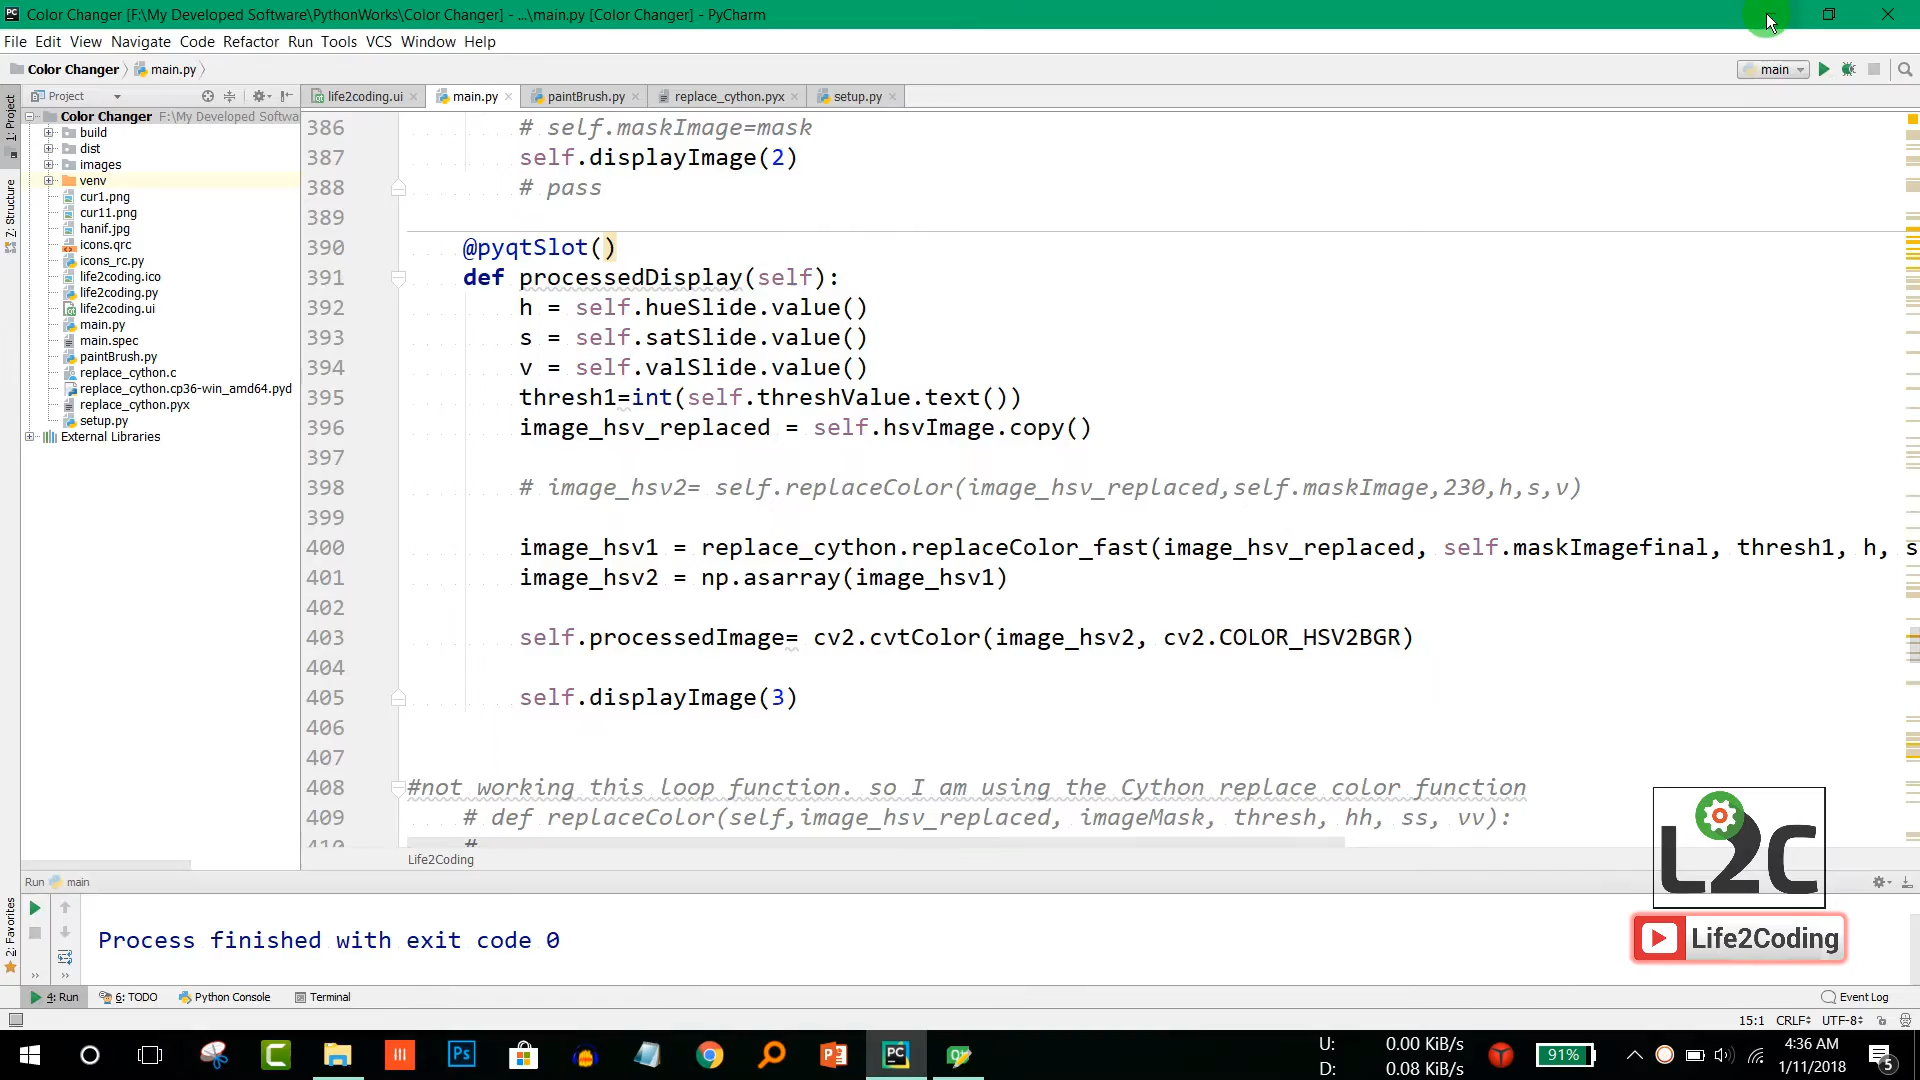 Color Changer [F:\My Developed Software\PythonWorks\Color Changer] - ...\main.py [Color Changer] - PyCharm
File Edit View Navigate Code Refactor Run Tools VCS Window Help
Color Changer main.py main
1: Project
Z: Structure
2: Favorites
Project
life2coding.ui main.py paintBrush.py replace_cython.pyx setup.py
Color Changer F:\My Developed Softwa
build
dist
images
venv
cur1.png
cur11.png
hanif.jpg
icons.qrc
icons_rc.py
life2coding.ico
life2coding.py
life2coding.ui
main.py
main.spec
paintBrush.py
replace_cython.c
replace_cython.cp36-win_amd64.pyd
replace_cython.pyx
setup.py
External Libraries
386 # self.maskImage=mask
387 self.displayImage(2)
388 # pass
389
390 @pyqtSlot()
391 def processedDisplay(self):
392 h = self.hueSlide.value()
393 s = self.satSlide.value()
394 v = self.valSlide.value()
395 thresh1=int(self.threshValue.text())
396 image_hsv_replaced = self.hsvImage.copy()
397
398 # image_hsv2= self.replaceColor(image_hsv_replaced,self.maskImage,230,h,s,v)
399
400 image_hsv1 = replace_cython.replaceColor_fast(image_hsv_replaced, self.maskImagefinal, thresh1, h, s
401 image_hsv2 = np.asarray(image_hsv1)
402
403 self.processedImage= cv2.cvtColor(image_hsv2, cv2.COLOR_HSV2BGR)
404
405 self.displayImage(3)
406
407
408 #not working this loop function. so I am using the Cython replace color function
409 # def replaceColor(self,image_hsv_replaced, imageMask, thresh, hh, ss, vv):
410 #
Life2Coding
Run main
Process finished with exit code 0
L2C
Life2Coding
4: Run 6: TODO Python Console Terminal Event Log
15:1 CRLF UTF-8
U: 0.00 KiB/s
D: 0.08 KiB/s
91%
4:36 AM
1/11/2018
5